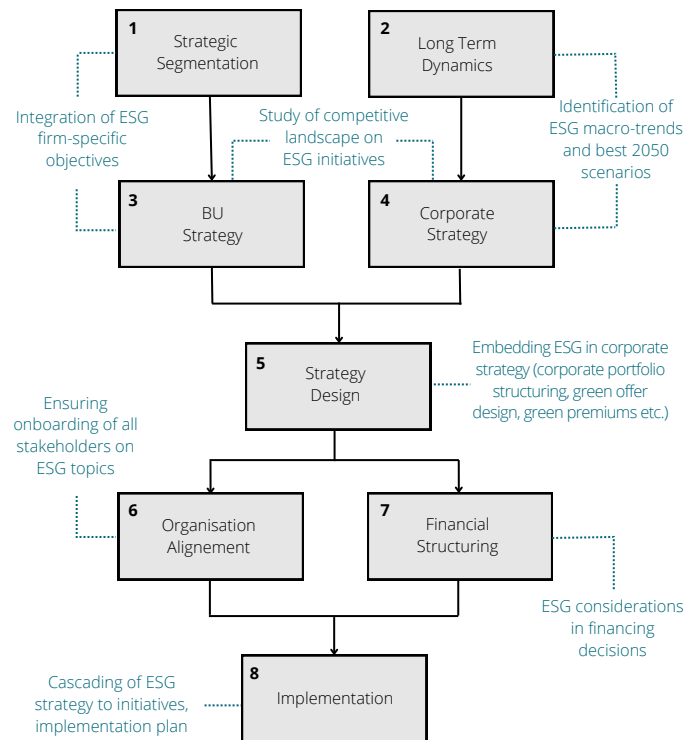 1
Strategic
Segmentation
2
Long Term
Dynamics
Integration of ESG
firm-specific
objectives
Study of competitive
landscape on
ESG initiatives
Identification of
ESG macro-trends
and best 2050
scenarios
3
BU
Strategy
4
Corporate
Strategy
5
Strategy
Design
Embedding ESG in corporate
strategy (corporate portfolio
structuring, green offer
design, green premiums etc.)
Ensuring
onboarding of all
stakeholders on
ESG topics
6
Organisation
Alignement
7
Financial
Structuring
ESG considerations
in financing
decisions
8
Implementation
Cascading of ESG
strategy to initiatives,
implementation plan